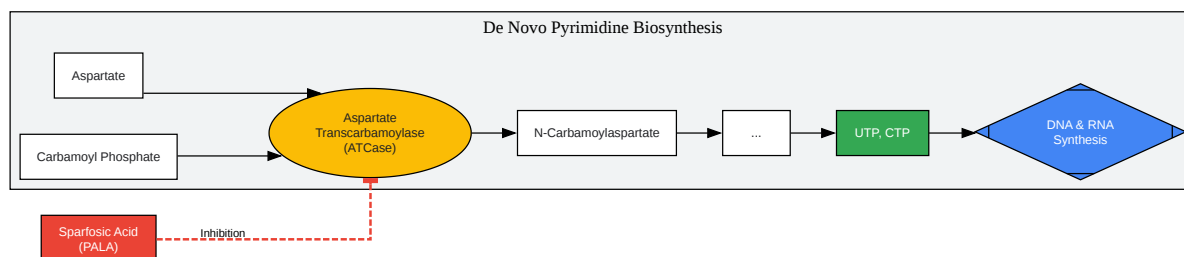 De Novo Pyrimidine Biosynthesis
Aspartate
Carbamoyl Phosphate
Aspartate
Transcarbamoylase
(ATCase)
N-Carbamoylaspartate
...
UTP, CTP
DNA & RNA
Synthesis
Sparfosic Acid
(PALA)
Inhibition